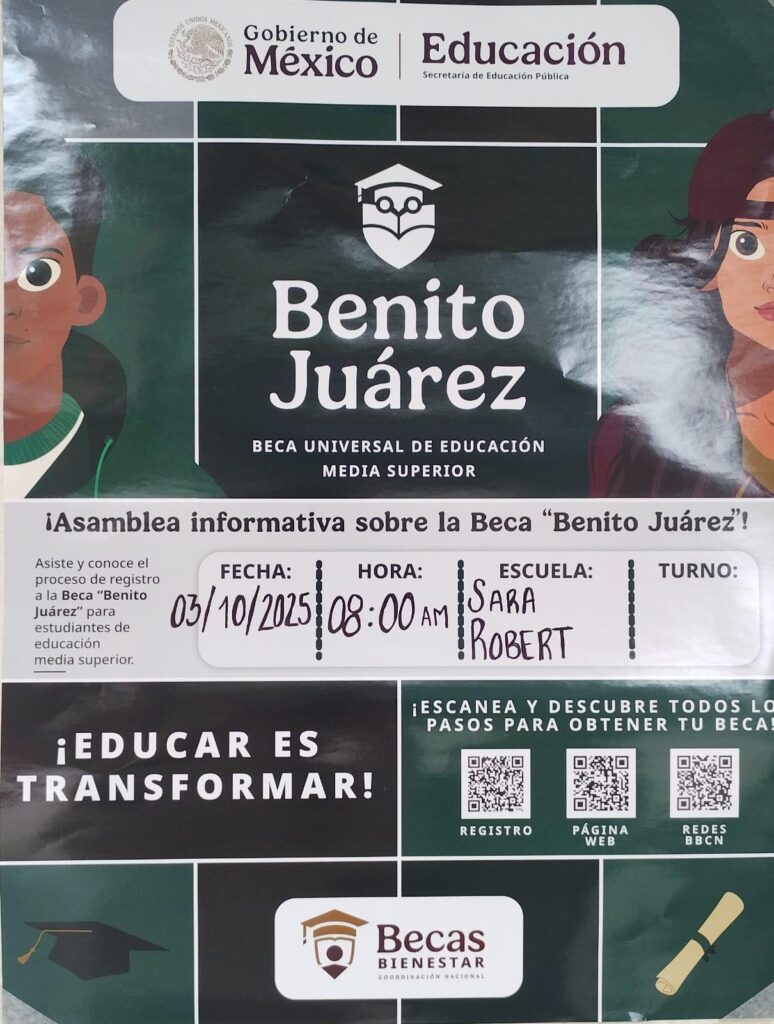 Gobierno de
México
Educación
Secretaría de Educación Pública
Benito
Juárez
BECA UNIVERSAL DE EDUCACIÓN
MEDIA SUPERIOR
¡Asamblea informativa sobre la Beca “Benito Juárez”!
Asiste y conoce el
proceso de registro
a la Beca “Benito
Juárez” para
estudiantes de
educación
media superior.
FECHA:
03/10/2025
HORA:
08:00 AM
ESCUELA:
SARA
ROBERT
TURNO:
¡EDUCAR ES
TRANSFORMAR!
¡ESCANEA Y DESCUBRE TODOS LO
PASOS PARA OBTENER TU BECA!
REGISTRO
PÁGINA
WEB
REDES
BBCN
Becas
BIENESTAR
COORDINACIÓN NACIONAL